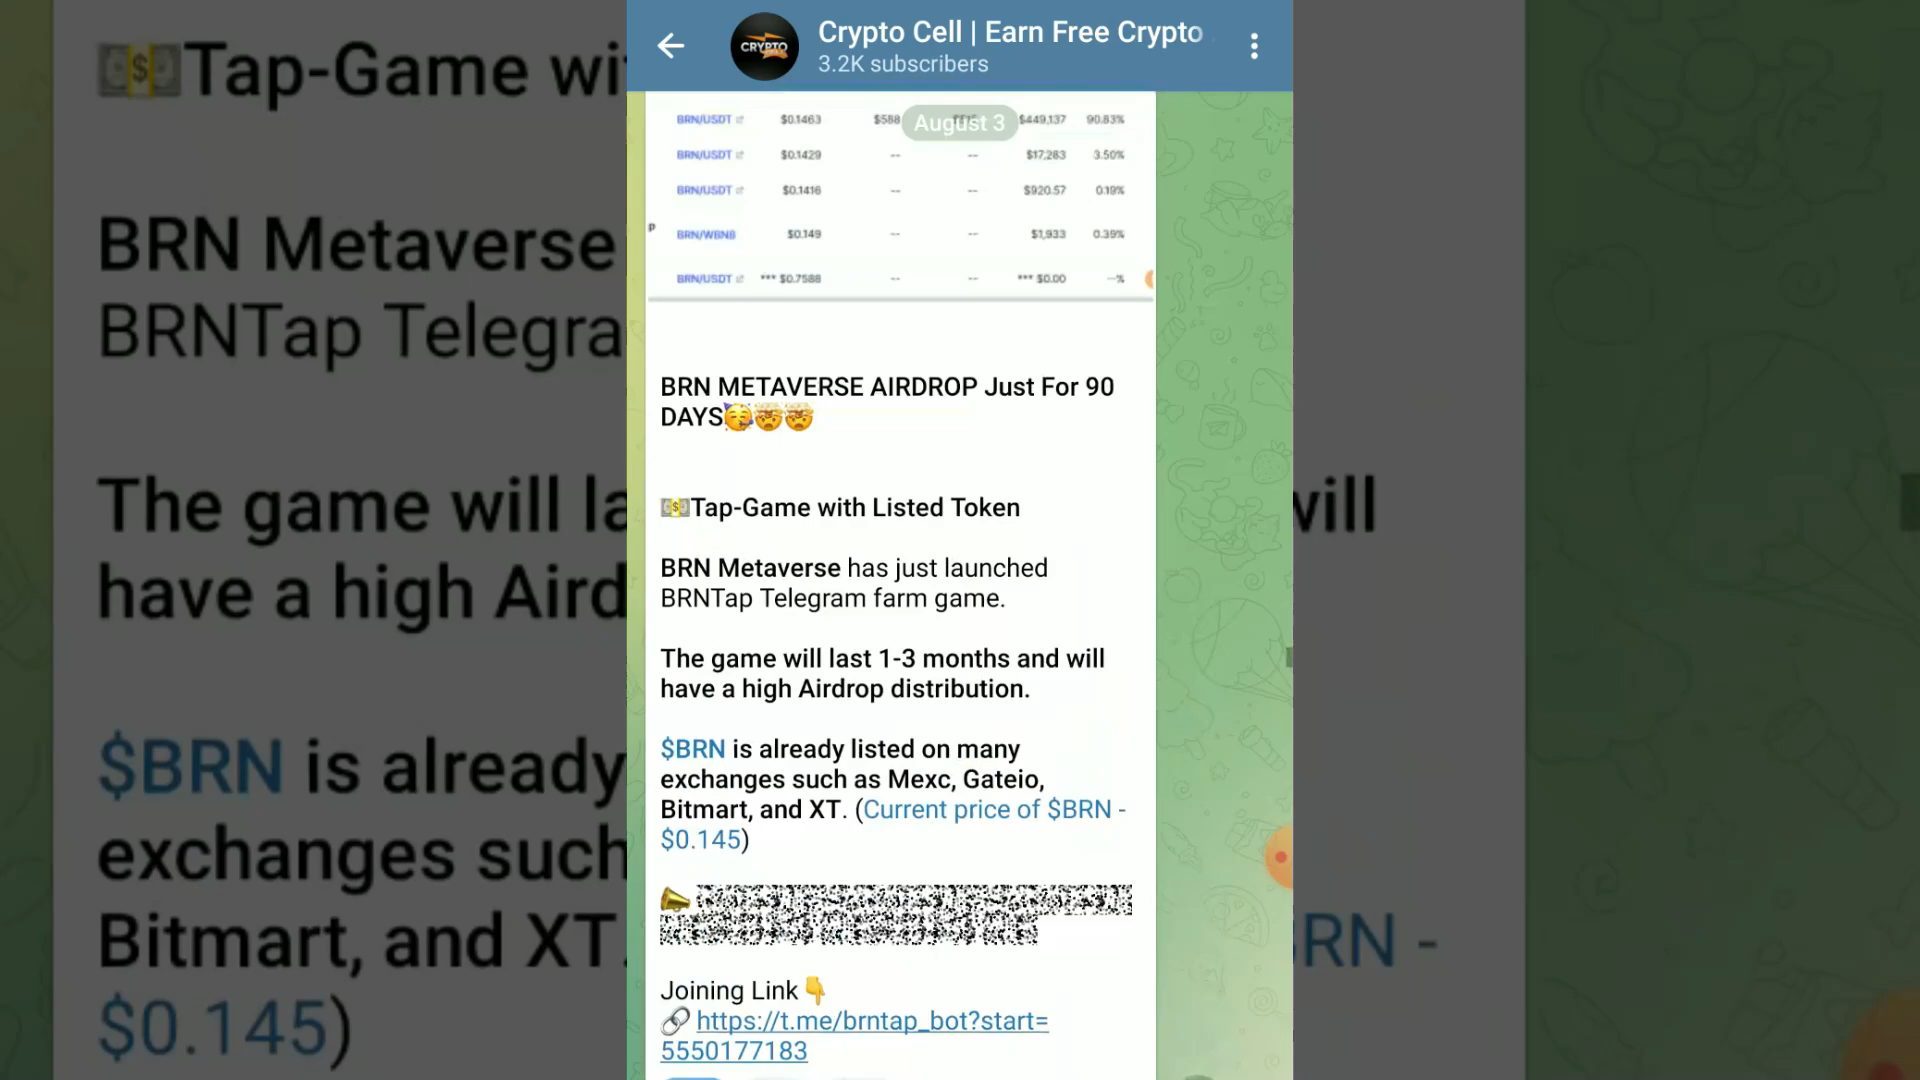 Crypto Cell | Earn Free Crypto
3.2K subscribers
CRYPTO
August 3
BRN/USDT $0.1463 $588 $449,137 90.83%
BRN/USDT $0.1429 -- -- $17,283 3.50%
BRN/USDT $0.1416 -- -- $920.57 0.19%
P BRN/WBNB $0.149 -- -- $1,933 0.39%
BRN/USDT *** $0.7588 -- -- *** $0.00 --%
BRN METAVERSE AIRDROP Just For 90
DAYS🥳🤯🤯
💵Tap-Game with Listed Token
BRN Metaverse has just launched
BRNTap Telegram farm game.
The game will last 1-3 months and will
have a high Airdrop distribution.
$BRN is already listed on many
exchanges such as Mexc, Gateio,
Bitmart, and XT. (Current price of $BRN -
$0.145)
Joining Link👇
🔗 https://t.me/brntap_bot?start=
5550177183
💵Tap-Game wi
BRN Metaverse
BRNTap Telegra
The game will la
have a high Aird
$BRN is already
exchanges such
Bitmart, and XT.
$0.145)
will
BRN -